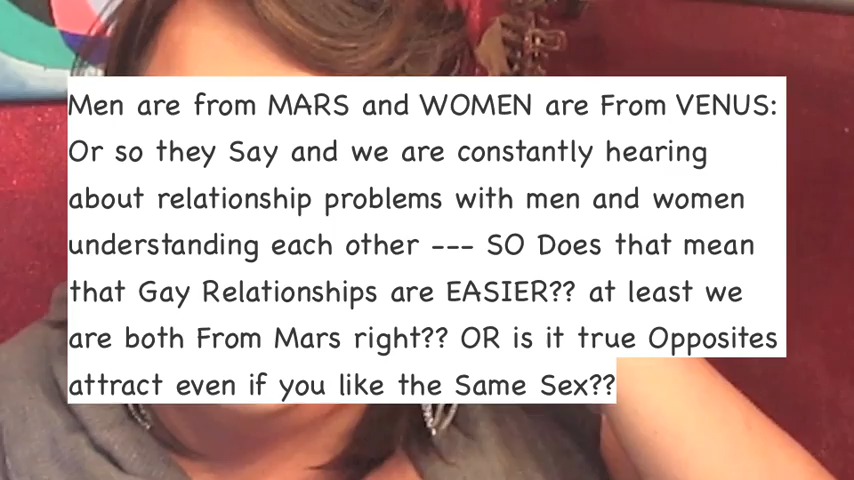 Men are from MARS and WOMEN are From VENUS:
Or so they Say and we are constantly hearing
about relationship problems with men and women
understanding each other --- SO Does that mean
that Gay Relationships are EASIER?? at least we
are both From Mars right?? OR is it true Opposites
attract even if you like the Same Sex??